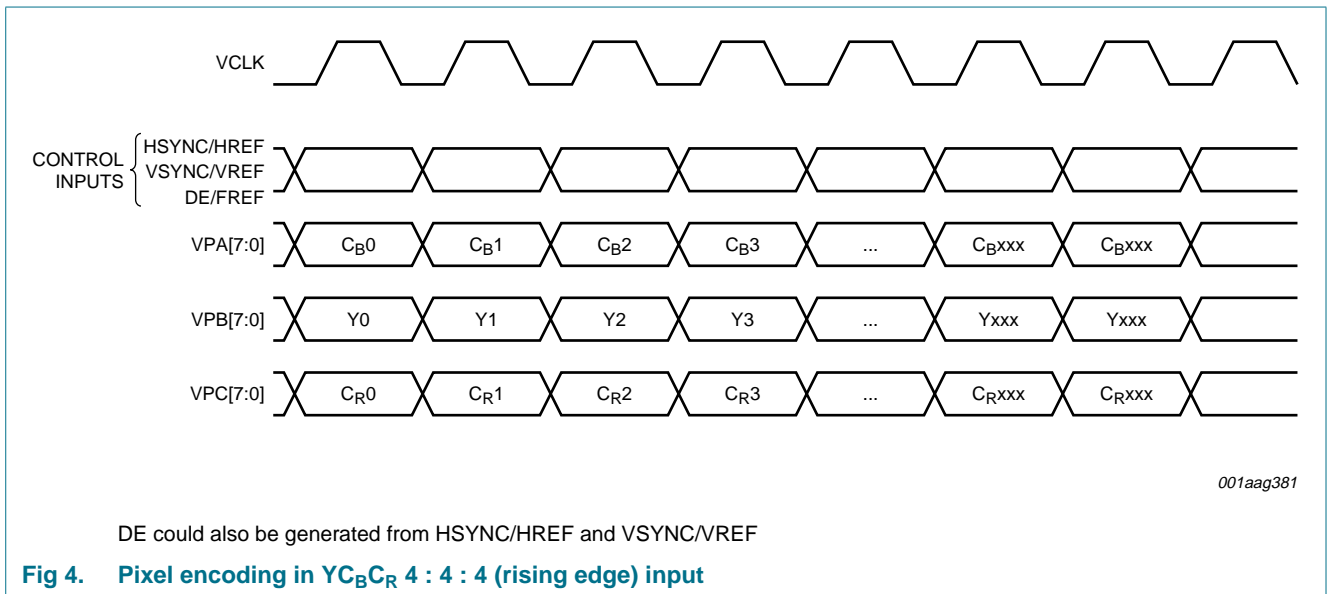 VCLK
CONTROL INPUTS
HSYNC/HREF
VSYNC/VREF
DE/FREF
VPA[7:0] CB0 CB1 CB2 CB3 ... CBxxx CBxxx
VPB[7:0] Y0 Y1 Y2 Y3 ... Yxxx Yxxx
VPC[7:0] CR0 CR1 CR2 CR3 ... CRxxx CRxxx
001aag381
DE could also be generated from HSYNC/HREF and VSYNC/VREF
Fig 4. Pixel encoding in YCBCR 4 : 4 : 4 (rising edge) input